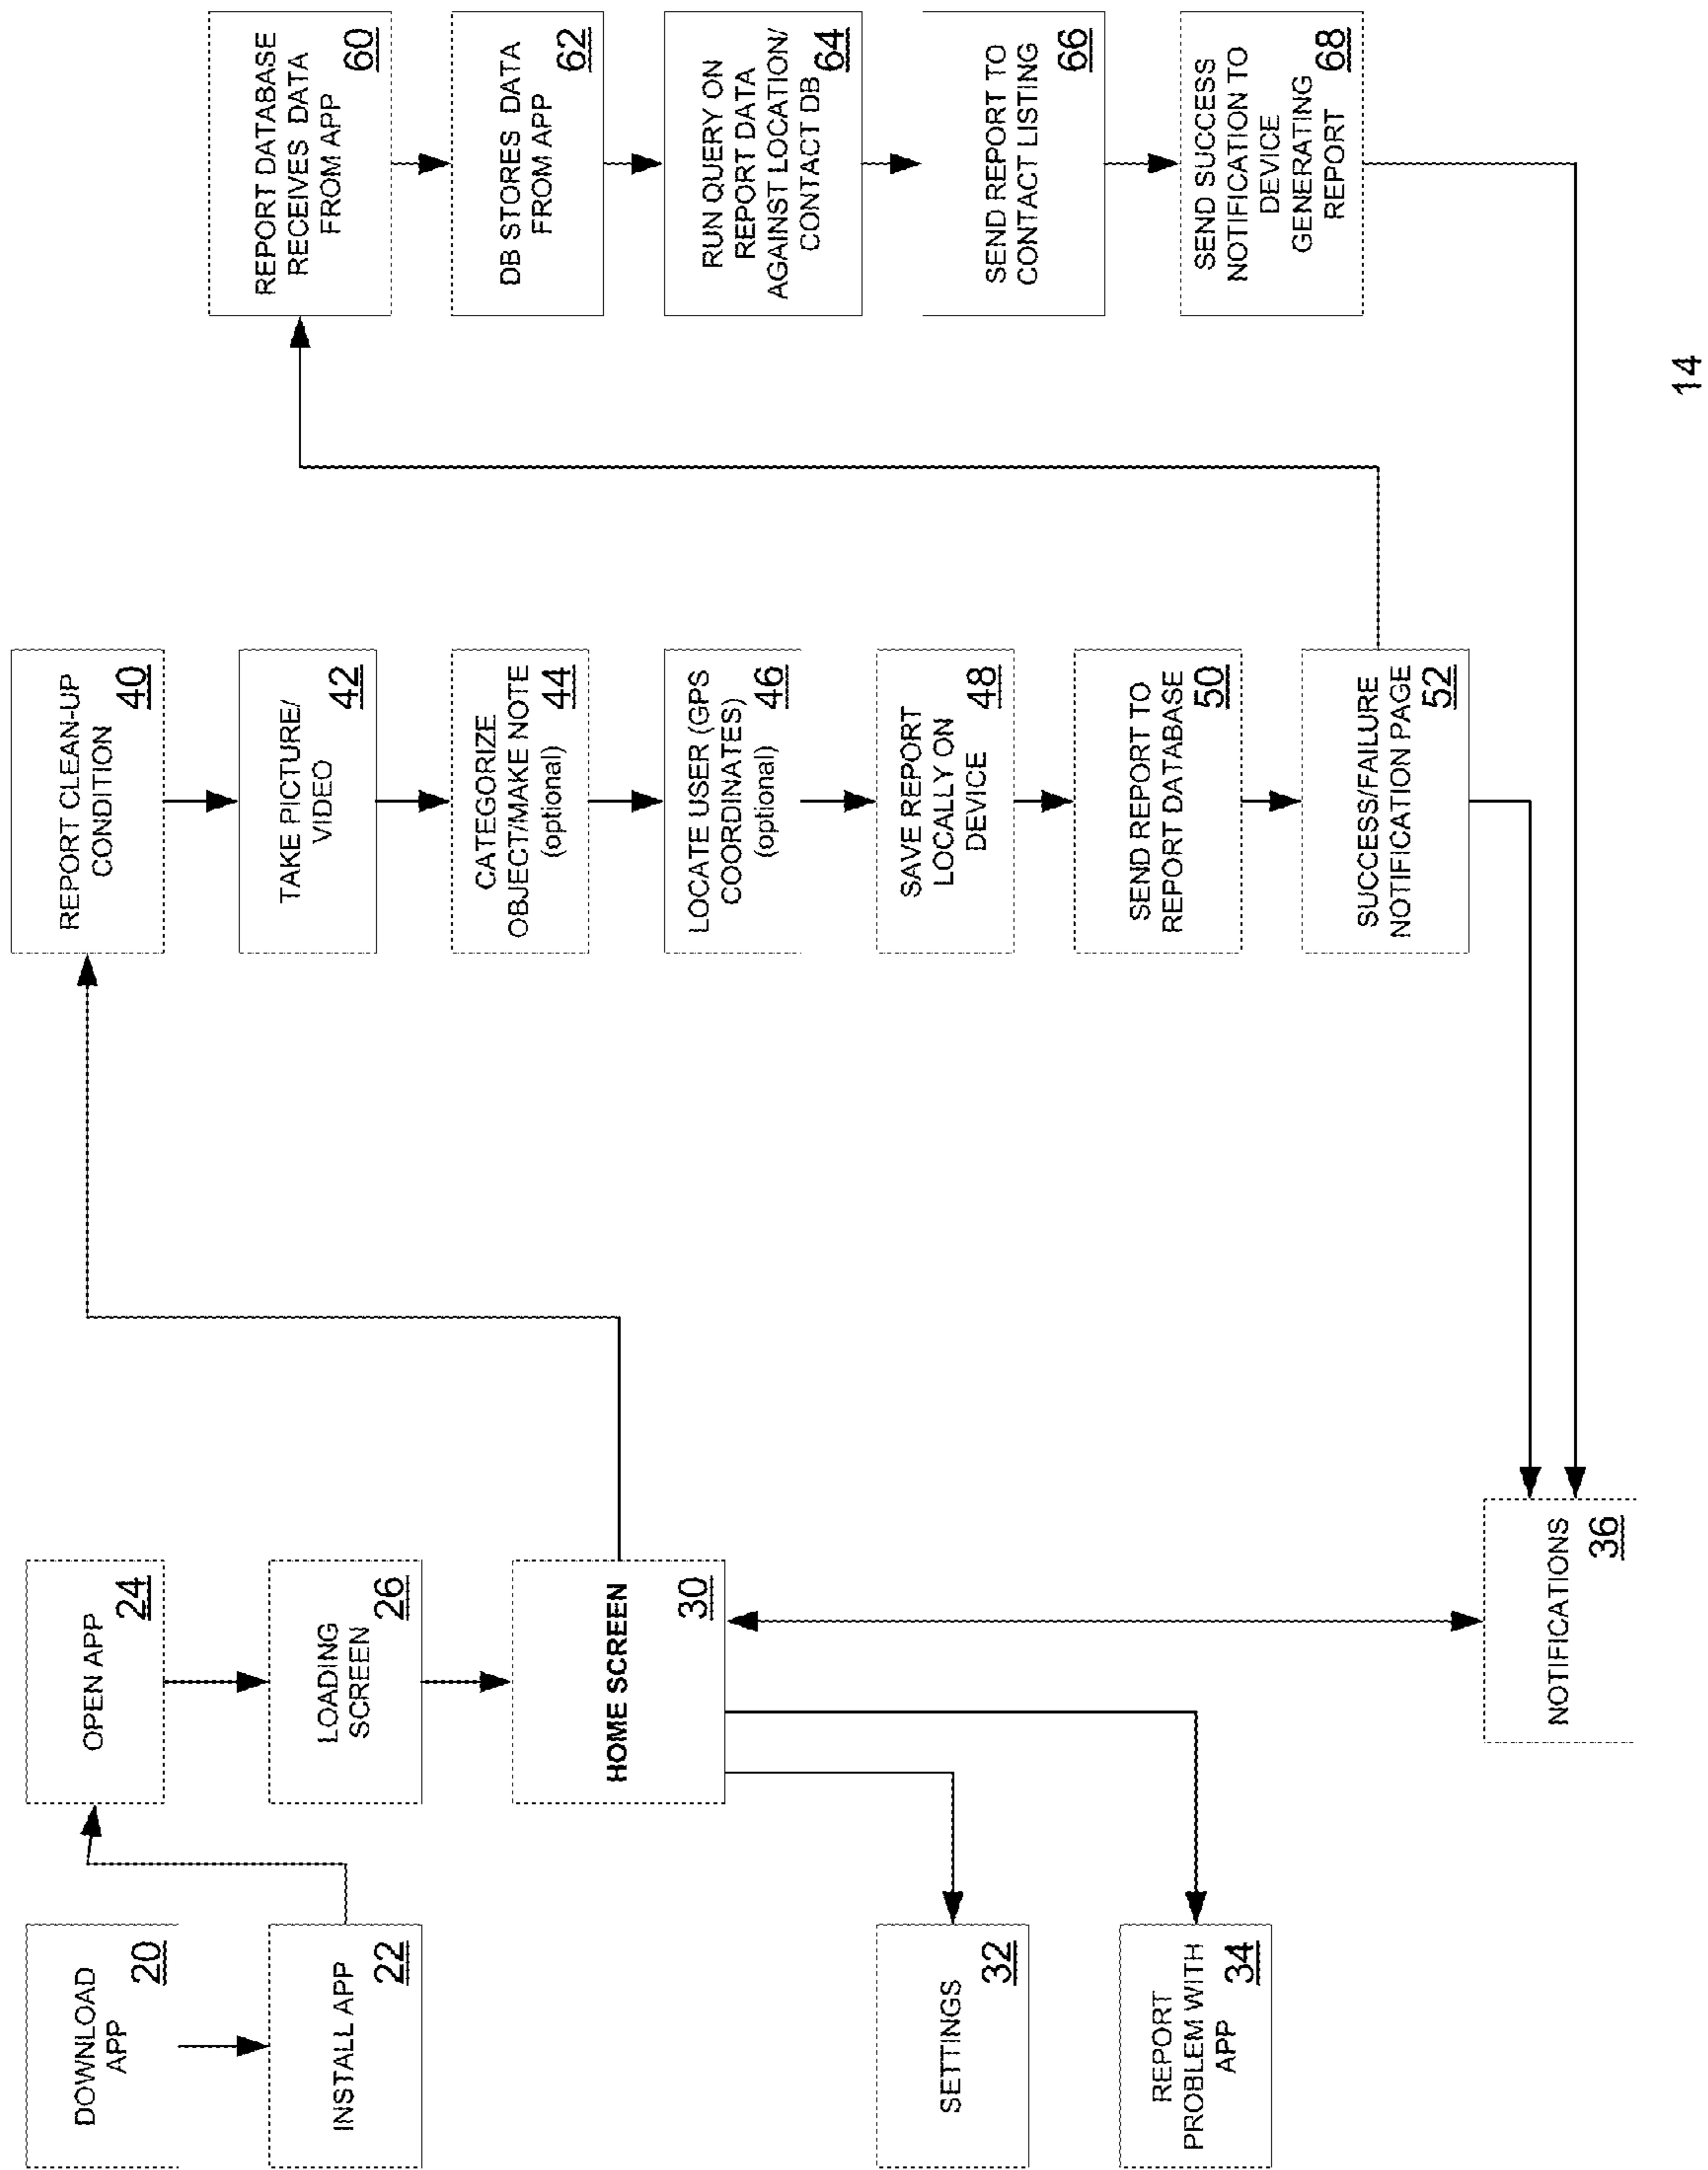 DOWNLOAD
APP
20
INSTALL APP
22
OPEN APP
24
LOADING
SCREEN
26
HOME SCREEN
30
SETTINGS
32
REPORT
PROBLEM WITH
APP
34
NOTIFICATIONS
36
REPORT CLEAN-UP
CONDITION
40
TAKE PICTURE/
VIDEO
42
CATEGORIZE
OBJECT/MAKE NOTE
(optional)
44
LOCATE USER (GPS
COORDINATES)
(optional)
46
SAVE REPORT
LOCALLY ON
DEVICE
48
SEND REPORT TO
REPORT DATABASE
50
SUCCESS/FAILURE
NOTIFICATION PAGE
52
REPORT DATABASE
RECEIVES DATA
FROM APP
60
DB STORES DATA
FROM APP
62
RUN QUERY ON
REPORT DATA
AGAINST LOCATION/
CONTACT DB
64
SEND REPORT TO
CONTACT LISTING
66
SEND SUCCESS
NOTIFICATION TO
DEVICE
GENERATING
REPORT
68
14